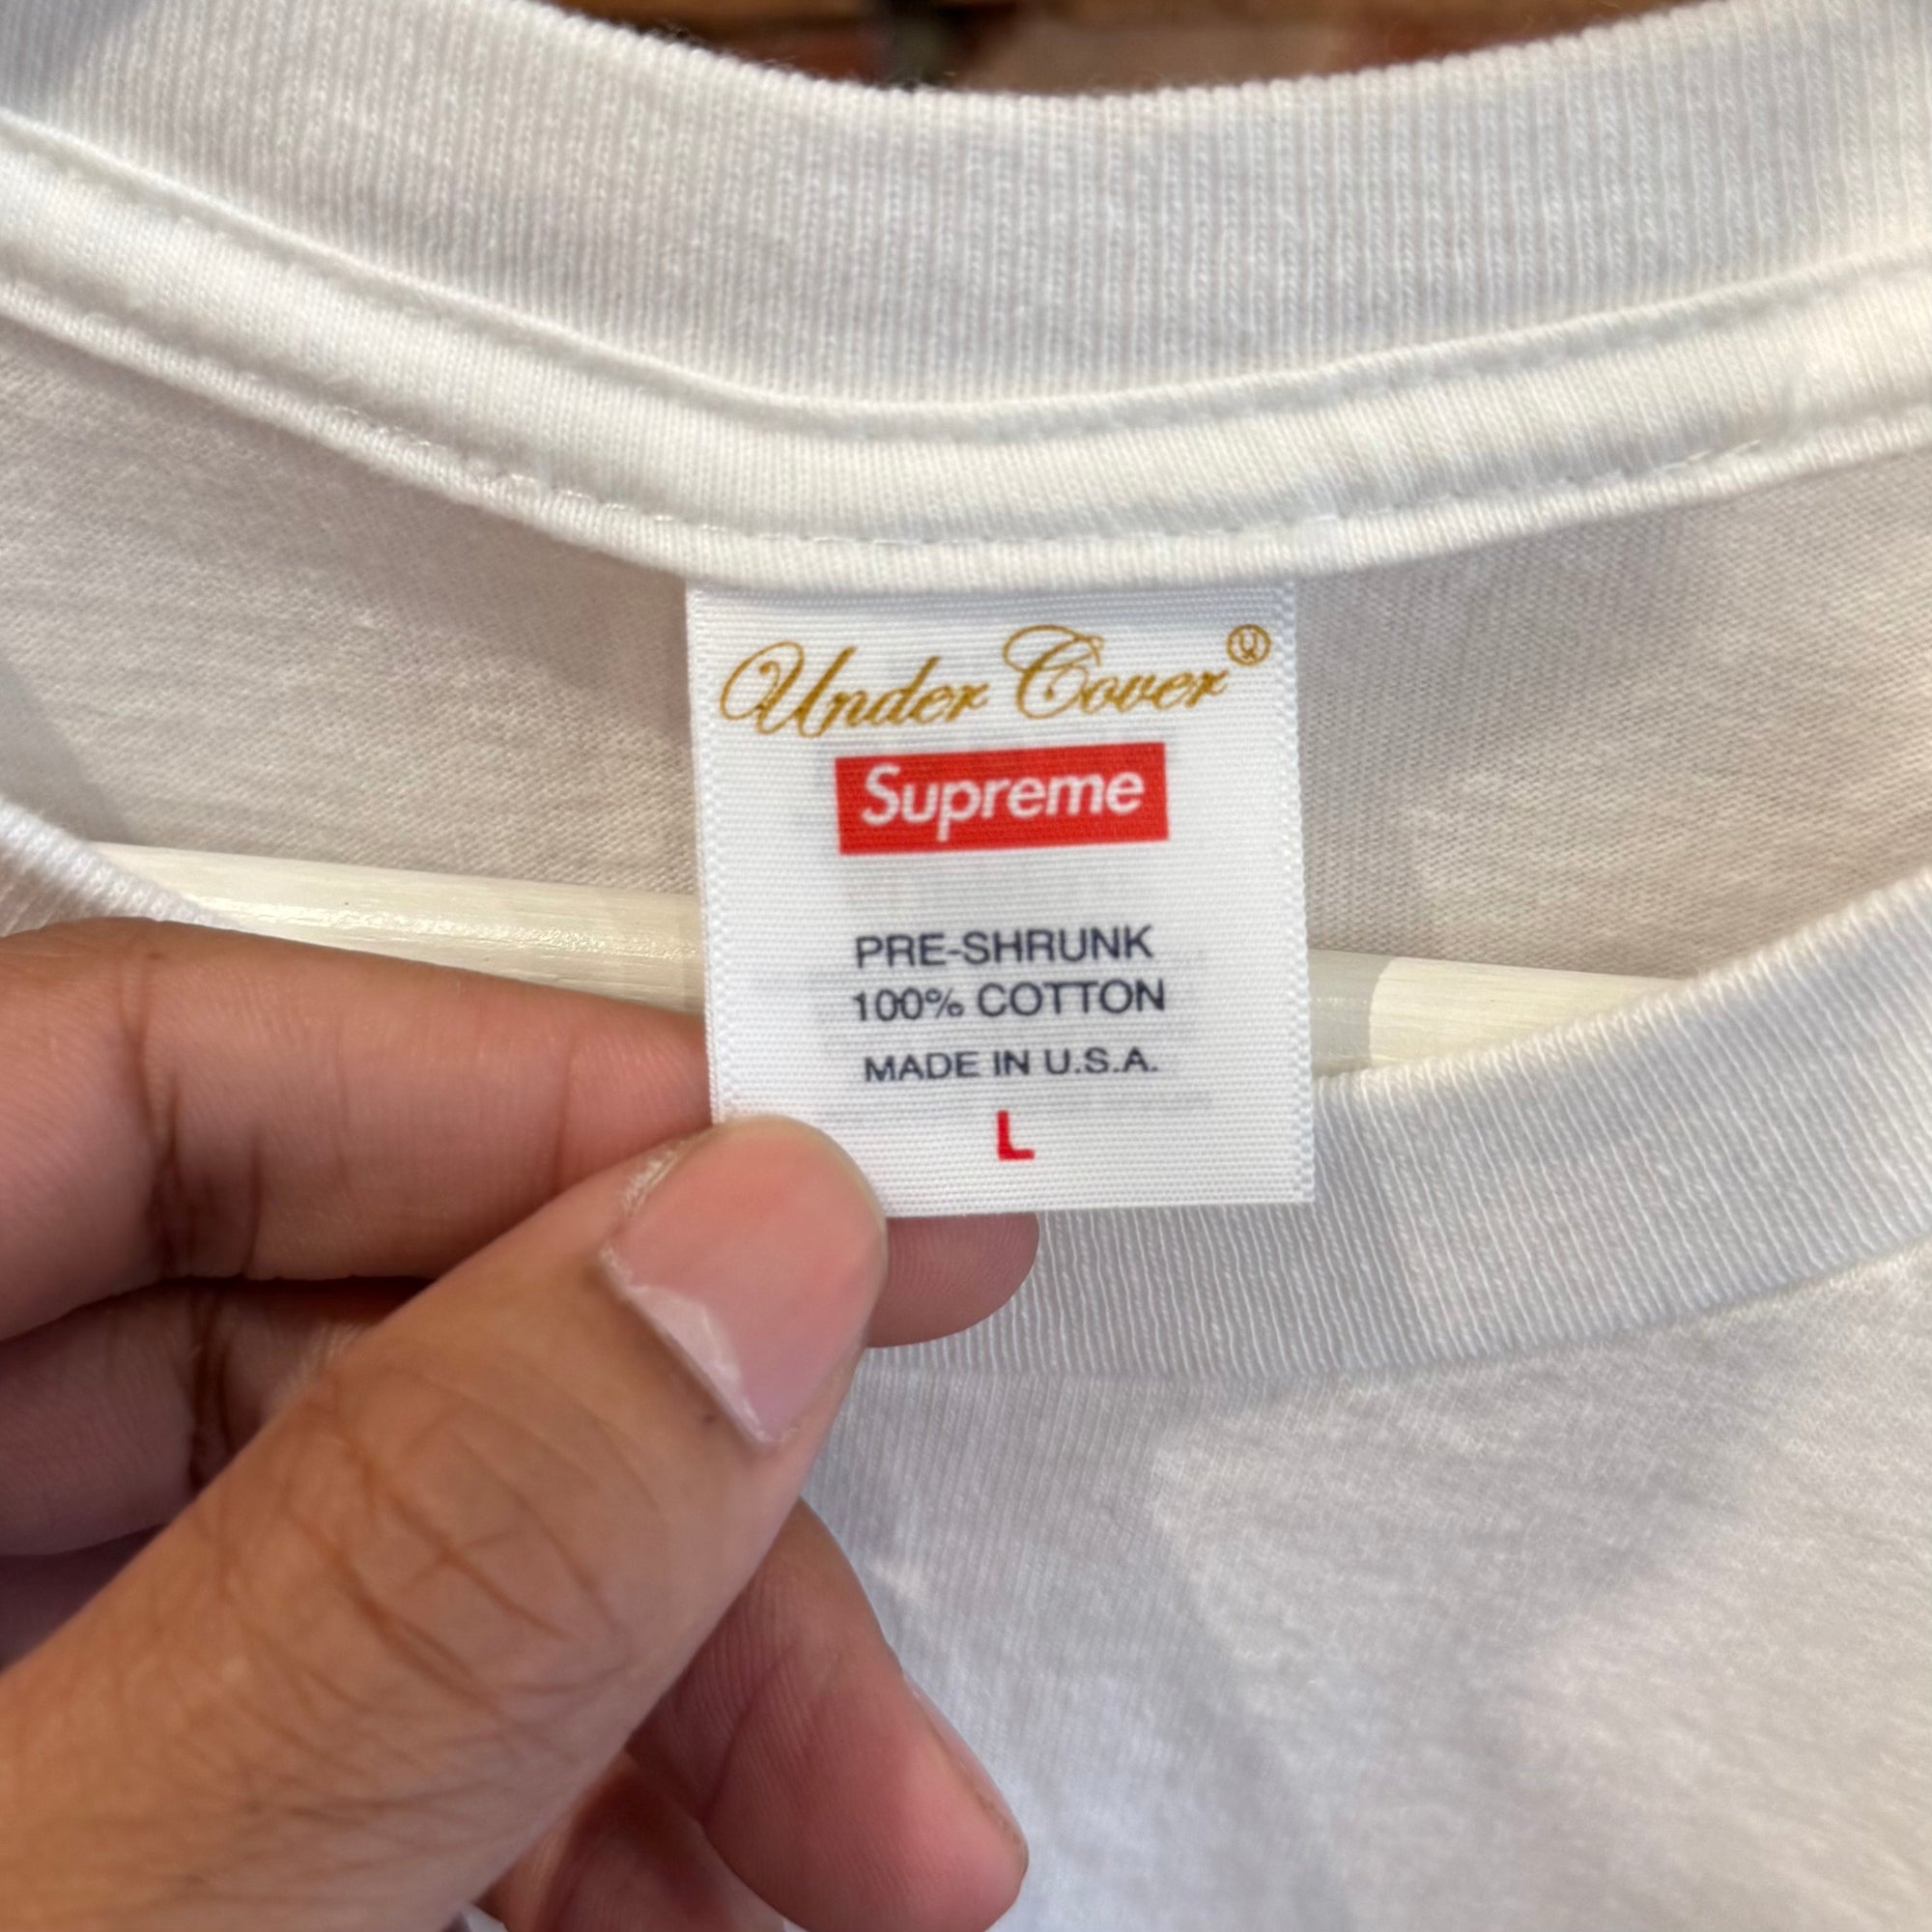 Under Cover Ⓤ
Supreme
PRE-SHRUNK
100% COTTON
MADE IN U.S.A.
L